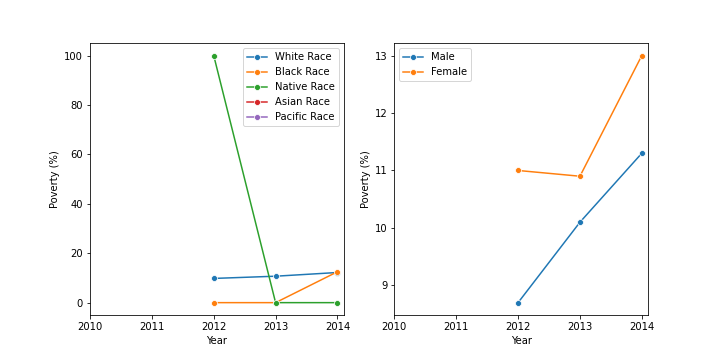 100
80
60
40
20
0
Poverty (%)
2010 2011 2012 2013 2014
Year
White Race
Black Race
Native Race
Asian Race
Pacific Race
13
12
11
10
9
Poverty (%)
2010 2011 2012 2013 2014
Year
Male
Female